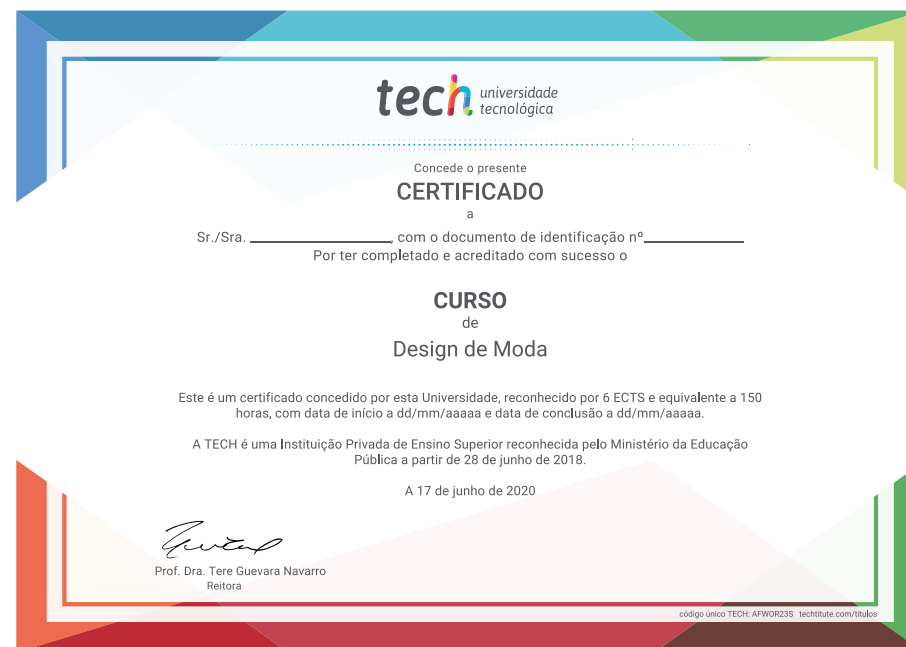 tech universidade
tecnológica
Concede o presente
CERTIFICADO
a
Sr./Sra. ____________, com o documento de identificação nº____________
Por ter completado e acreditado com sucesso o
CURSO
de
Design de Moda
Este é um certificado concedido por esta Universidade, reconhecido por 6 ECTS e equivalente a 150
horas, com data de início a dd/mm/aaaaa e data de conclusão a dd/mm/aaaaa.
A TECH é uma Instituição Privada de Ensino Superior reconhecida pelo Ministério da Educação
Pública a partir de 28 de junho de 2018.
A 17 de junho de 2020
Prof. Dra. Tere Guevara Navarro
Reitora
código único TECH: AFWOR23S techtitute.com/titulos